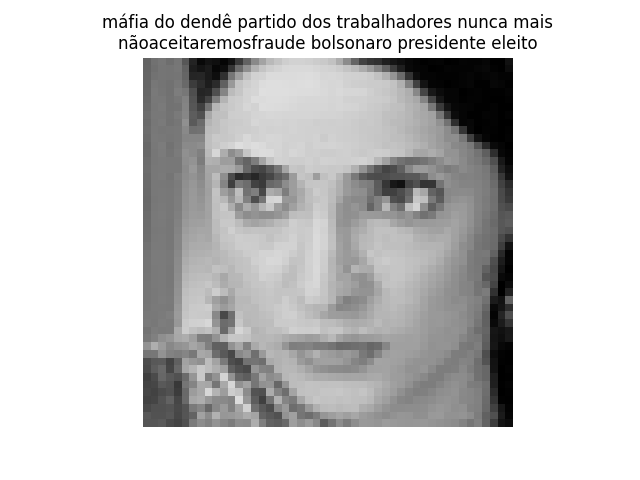 máfia do dendê partido dos trabalhadores nunca mais
nãoaceitaremosfraude bolsonaro presidente eleito